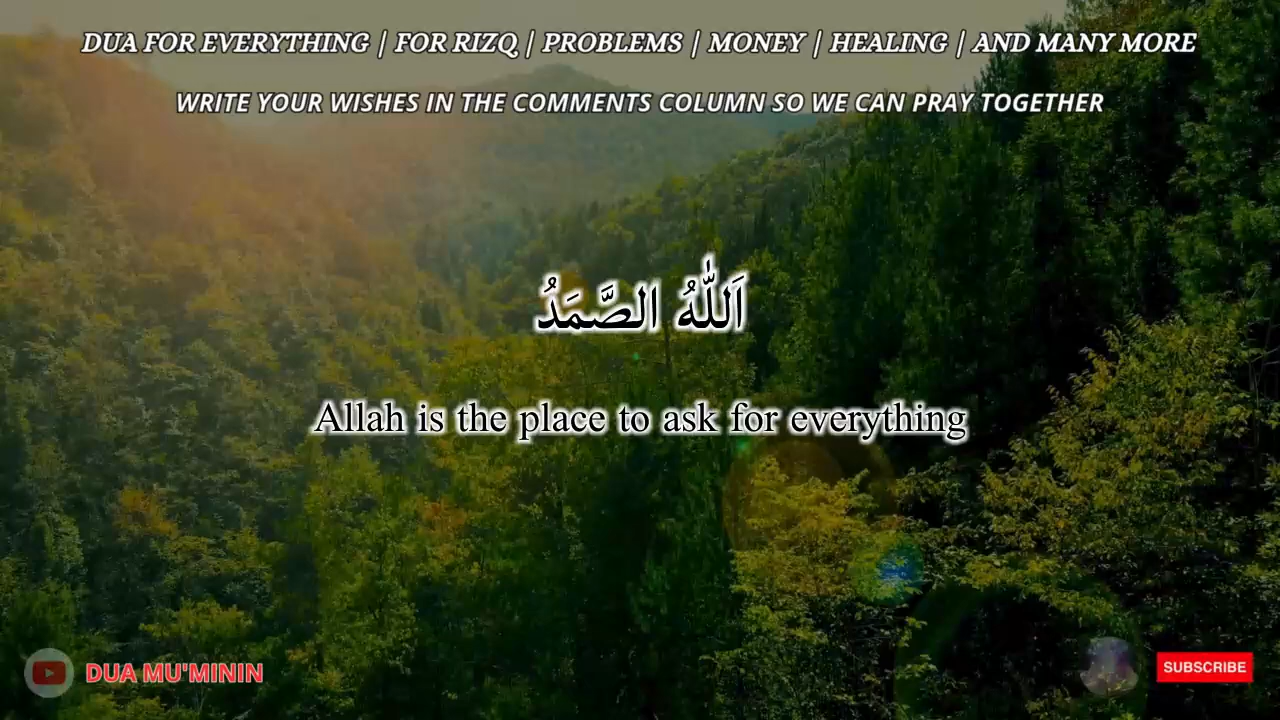 DUA FOR EVERYTHING | FOR RIZQ | PROBLEMS | MONEY | HEALING | AND MANY MORE
WRITE YOUR WISHES IN THE COMMENTS COLUMN SO WE CAN PRAY TOGETHER
اَللّٰهُ الصَّمَدُ
Allah is the place to ask for everything
DUA MU'MININ
SUBSCRIBE